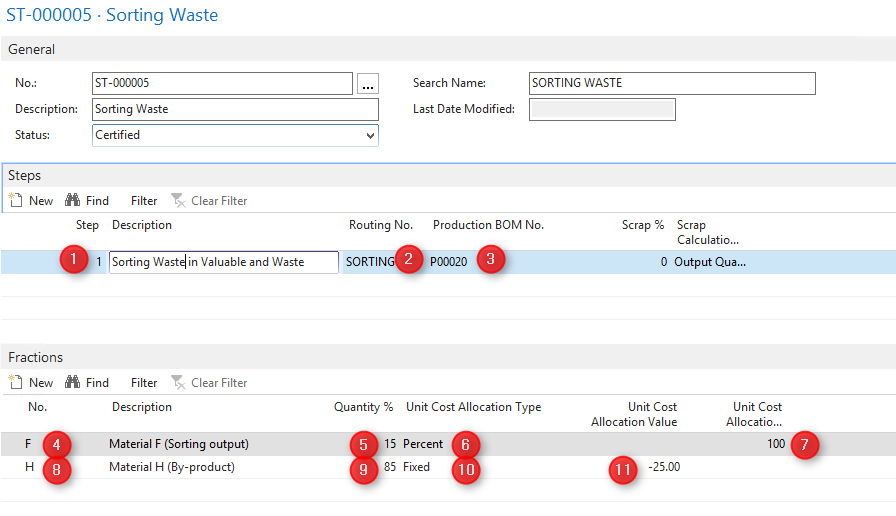 ST-000005 · Sorting Waste
General
No.: ST-000005 ... Search Name: SORTING WASTE
Description: Sorting Waste Last Date Modified:
Status: Certified
Steps
New Find Filter Clear Filter
Step Description Routing No. Production BOM No. Scrap % Scrap
Calculatio...
1 1 Sorting Waste in Valuable and Waste SORTING 2 P00020 3 0 Output Qua...
Fractions
New Find Filter Clear Filter
No. Description Quantity % Unit Cost Allocation Type Unit Cost Unit Cost
Allocation Value Allocatio...
F 4 Material F (Sorting output) 5 15 Percent 6 100 7
H 8 Material H (By-product) 9 85 Fixed 10 11 -25.00